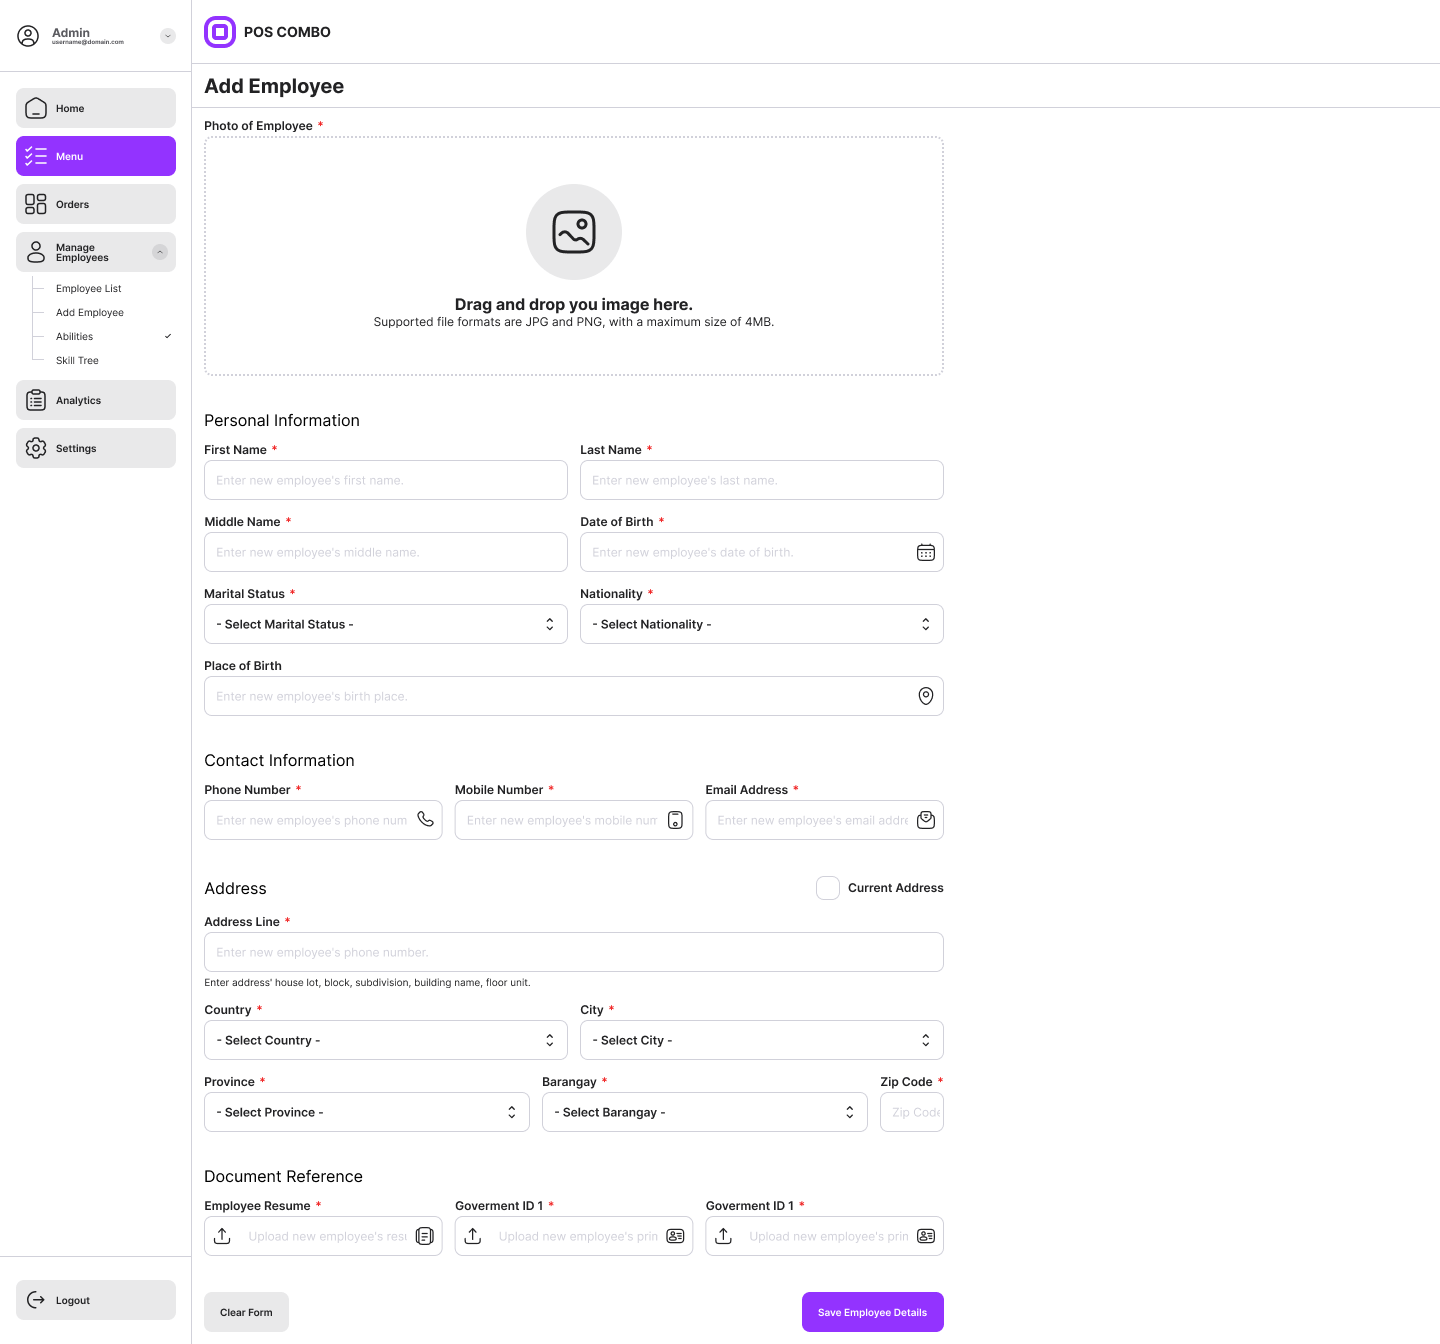 Admin
username@domain.com
Home
Menu
Orders
Manage
Employees
Employee List
Add Employee
Abilities
Skill Tree
Analytics
Settings
Logout
POS COMBO
Add Employee
Photo of Employee *
Drag and drop you image here.
Supported file formats are JPG and PNG, with a maximum size of 4MB.
Personal Information
First Name * Last Name *
Enter new employee's first name. Enter new employee's last name.
Middle Name * Date of Birth *
Enter new employee's middle name. Enter new employee's date of birth.
Marital Status * Nationality *
- Select Marital Status - - Select Nationality -
Place of Birth
Enter new employee's birth place.
Contact Information
Phone Number * Mobile Number * Email Address *
Enter new employee's phone num Enter new employee's mobile num Enter new employee's email addre
Address Current Address
Address Line *
Enter new employee's phone number.
Enter address' house lot, block, subdivision, building name, floor unit.
Country * City *
- Select Country - - Select City -
Province * Barangay * Zip Code *
- Select Province - - Select Barangay - Zip Code
Document Reference
Employee Resume * Goverment ID 1 * Goverment ID 1 *
Upload new employee's resu Upload new employee's prin Upload new employee's prin
Clear Form Save Employee Details